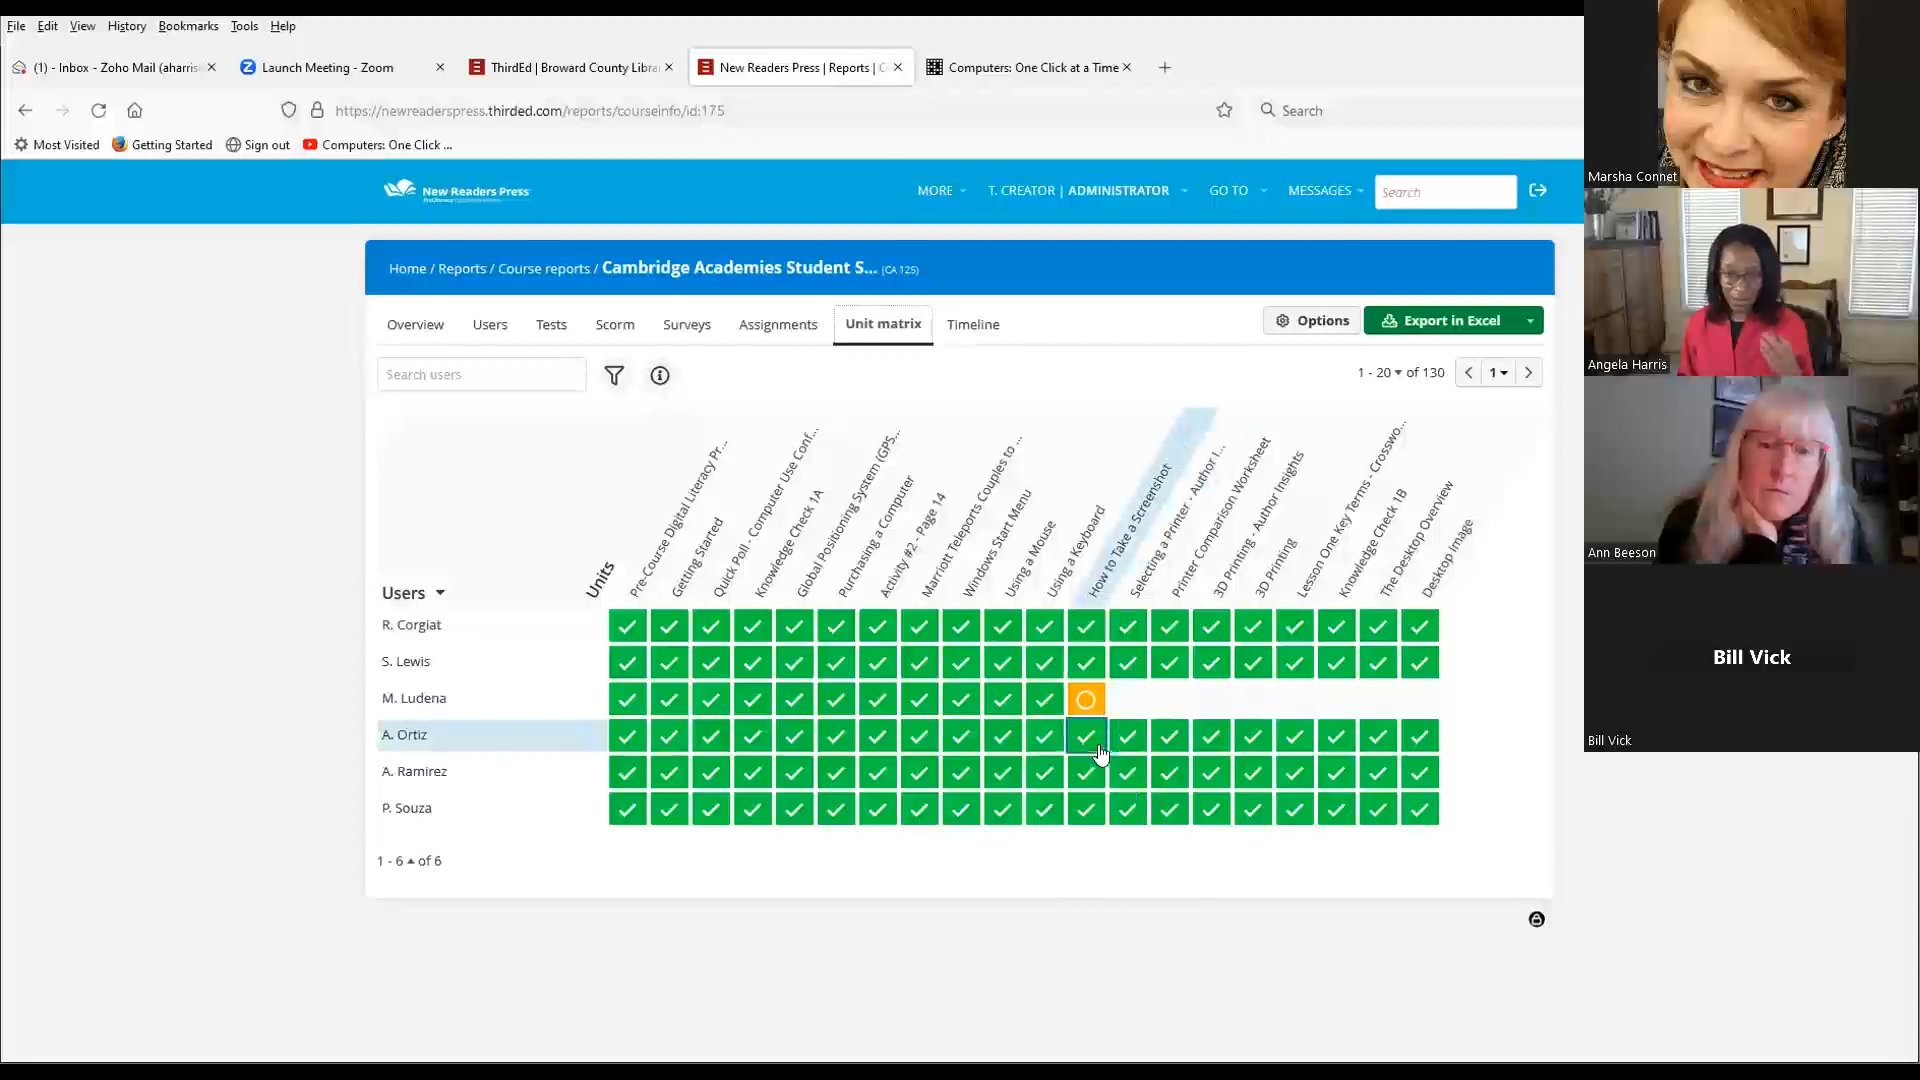 File Edit View History Bookmarks Tools Help
(1) - Inbox - Zoho Mail (aharris
Launch Meeting - Zoom
ThirdEd | Broward County Libra
New Readers Press | Reports | C
Computers: One Click at a Time
https://newreaderspress.thirded.com/reports/courseinfo/id:175
Search
Most Visited
Getting Started
Sign out
Computers: One Click ...
New Readers Press
MORE
T. CREATOR | ADMINISTRATOR
GO TO
MESSAGES
Search
Home / Reports / Course reports / Cambridge Academies Student S... (CA 125)
Overview
Users
Tests
Scorm
Surveys
Assignments
Unit matrix
Timeline
Options
Export in Excel
Search users
1 - 20 of 130
1
Users
Units
Pre-Course Digital Literacy Pr...
Getting Started
Quick Poll - Computer Use Conf...
Knowledge Check 1A
Global Positioning System (GPS...
Purchasing a Computer
Activity #2 - Page 14
Marriott Teleports Couples to ...
Windows Start Menu
Using a Mouse
Using a Keyboard
How to Take a Screenshot
Selecting a Printer - Author I...
Printer Comparison Worksheet
3D Printing - Author Insights
3D Printing
Lesson One Key Terms - Crosswo...
Knowledge Check 1B
The Desktop Overview
Desktop Image
R. Corgiat
S. Lewis
M. Ludena
A. Ortiz
A. Ramirez
P. Souza
1 - 6 of 6
Marsha Connet
Angela Harris
Ann Beeson
Bill Vick
Bill Vick